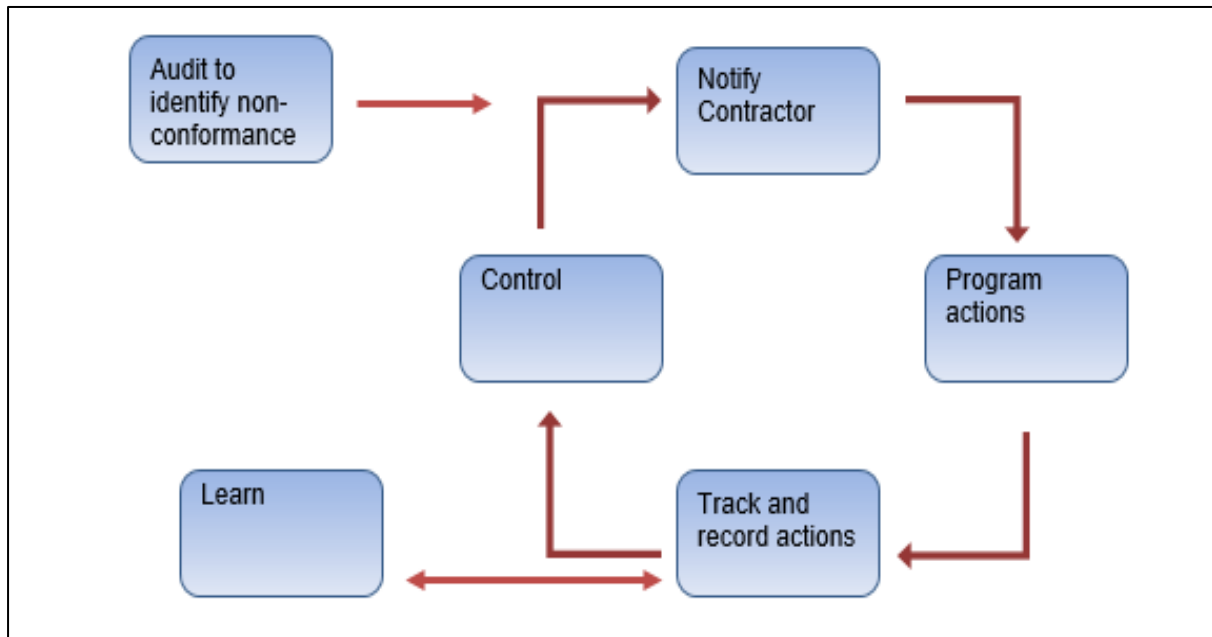 Audit to
identify non-
conformance
Notify
Contractor
Control
Program
actions
Learn
Track and
record actions